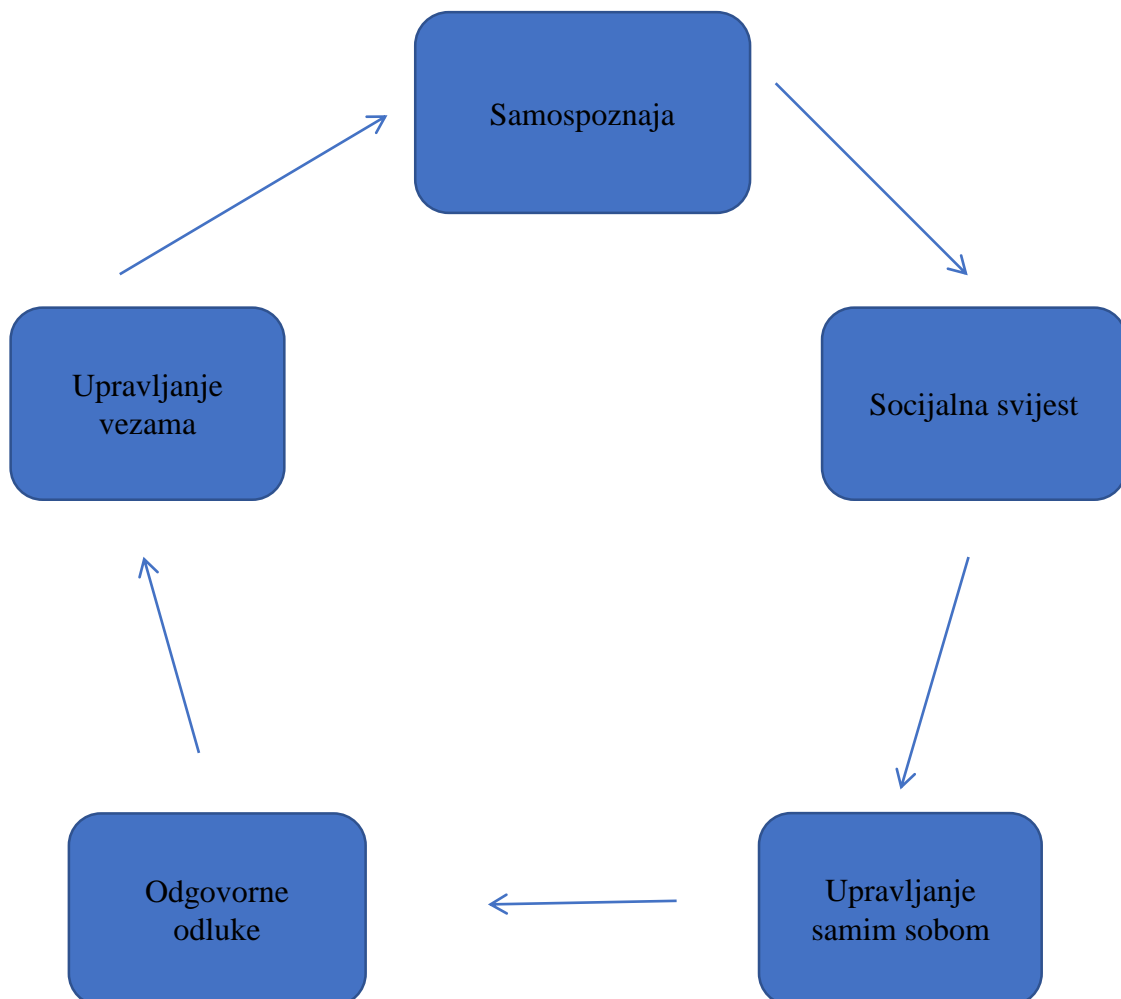 Samospoznaja
Upravljanje
vezama
Socijalna svijest
Odgovorne
odluke
Upravljanje
samim sobom